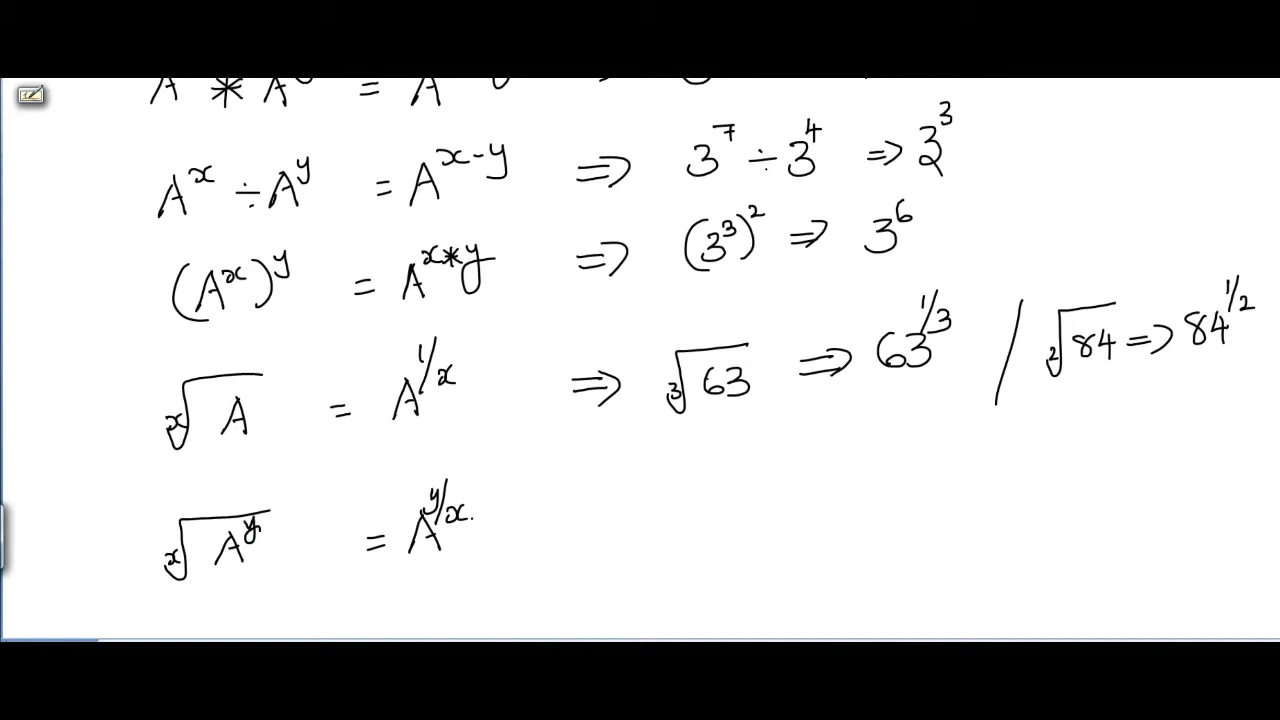 A * A^y = A
A^x ÷ A^y = A^(x-y) ⇒ 3^7 ÷ 3^4 ⇒ 3^3
(A^x)^y = A^(x*y) ⇒ (3^3)^2 ⇒ 3^6
ˣ√A = A^(1/x) ⇒ ³√63 ⇒ 63^(1/3) / ²√84 ⇒ 84^(1/2)
ˣ√(A^y) = A^(y/x)